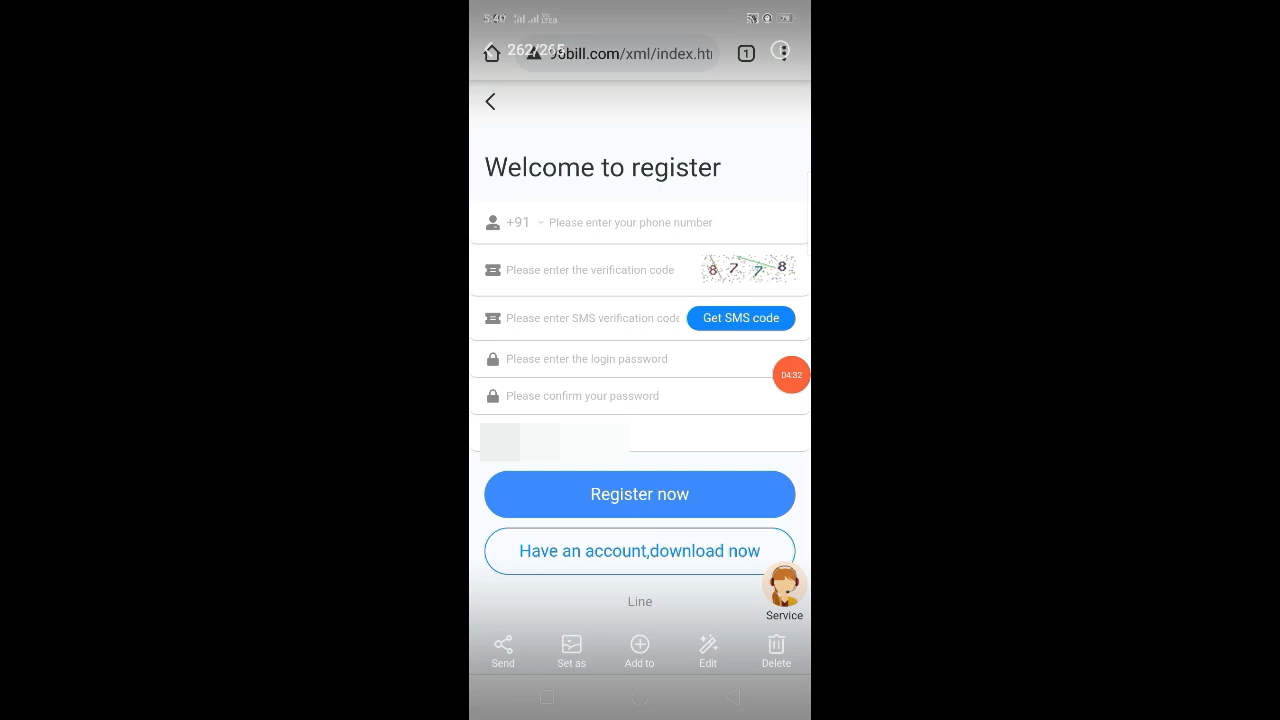 5:40
262/265
bill.com/xml/index.ht
1
Welcome to register
+91 Please enter your phone number
Please enter the verification code 8 7 7 8
Please enter SMS verification code Get SMS code
Please enter the login password
04:32
Please confirm your password
Register now
Have an account,download now
Service
Line
Send Set as Add to Edit Delete